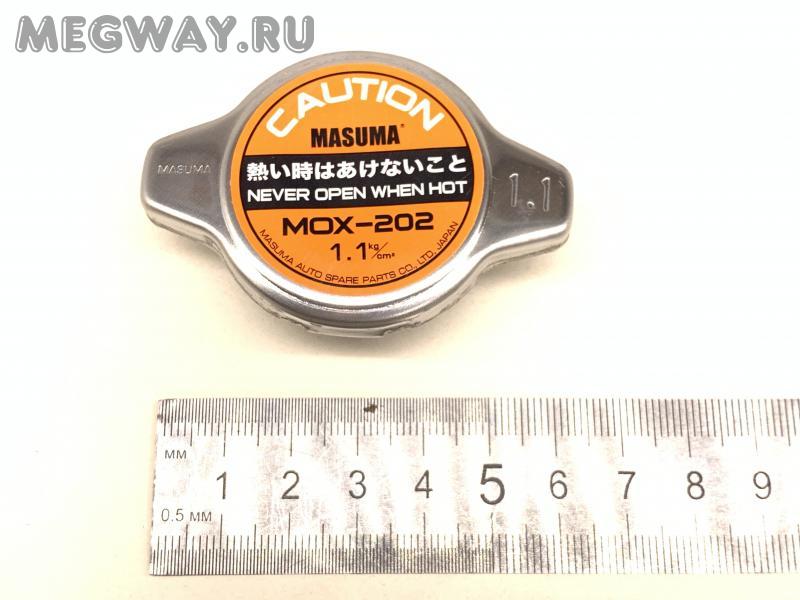 MEGWAY.RU
CAUTION
MASUMA
熱い時はあけないこと
NEVER OPEN WHEN HOT
MOX-202
1.1 kg/cm²
MASUMA AUTO SPARE PARTS CO., LTD. JAPAN
MASUMA
1.1
мм
1 2 3 4 5 6 7 8 9
0.5 мм